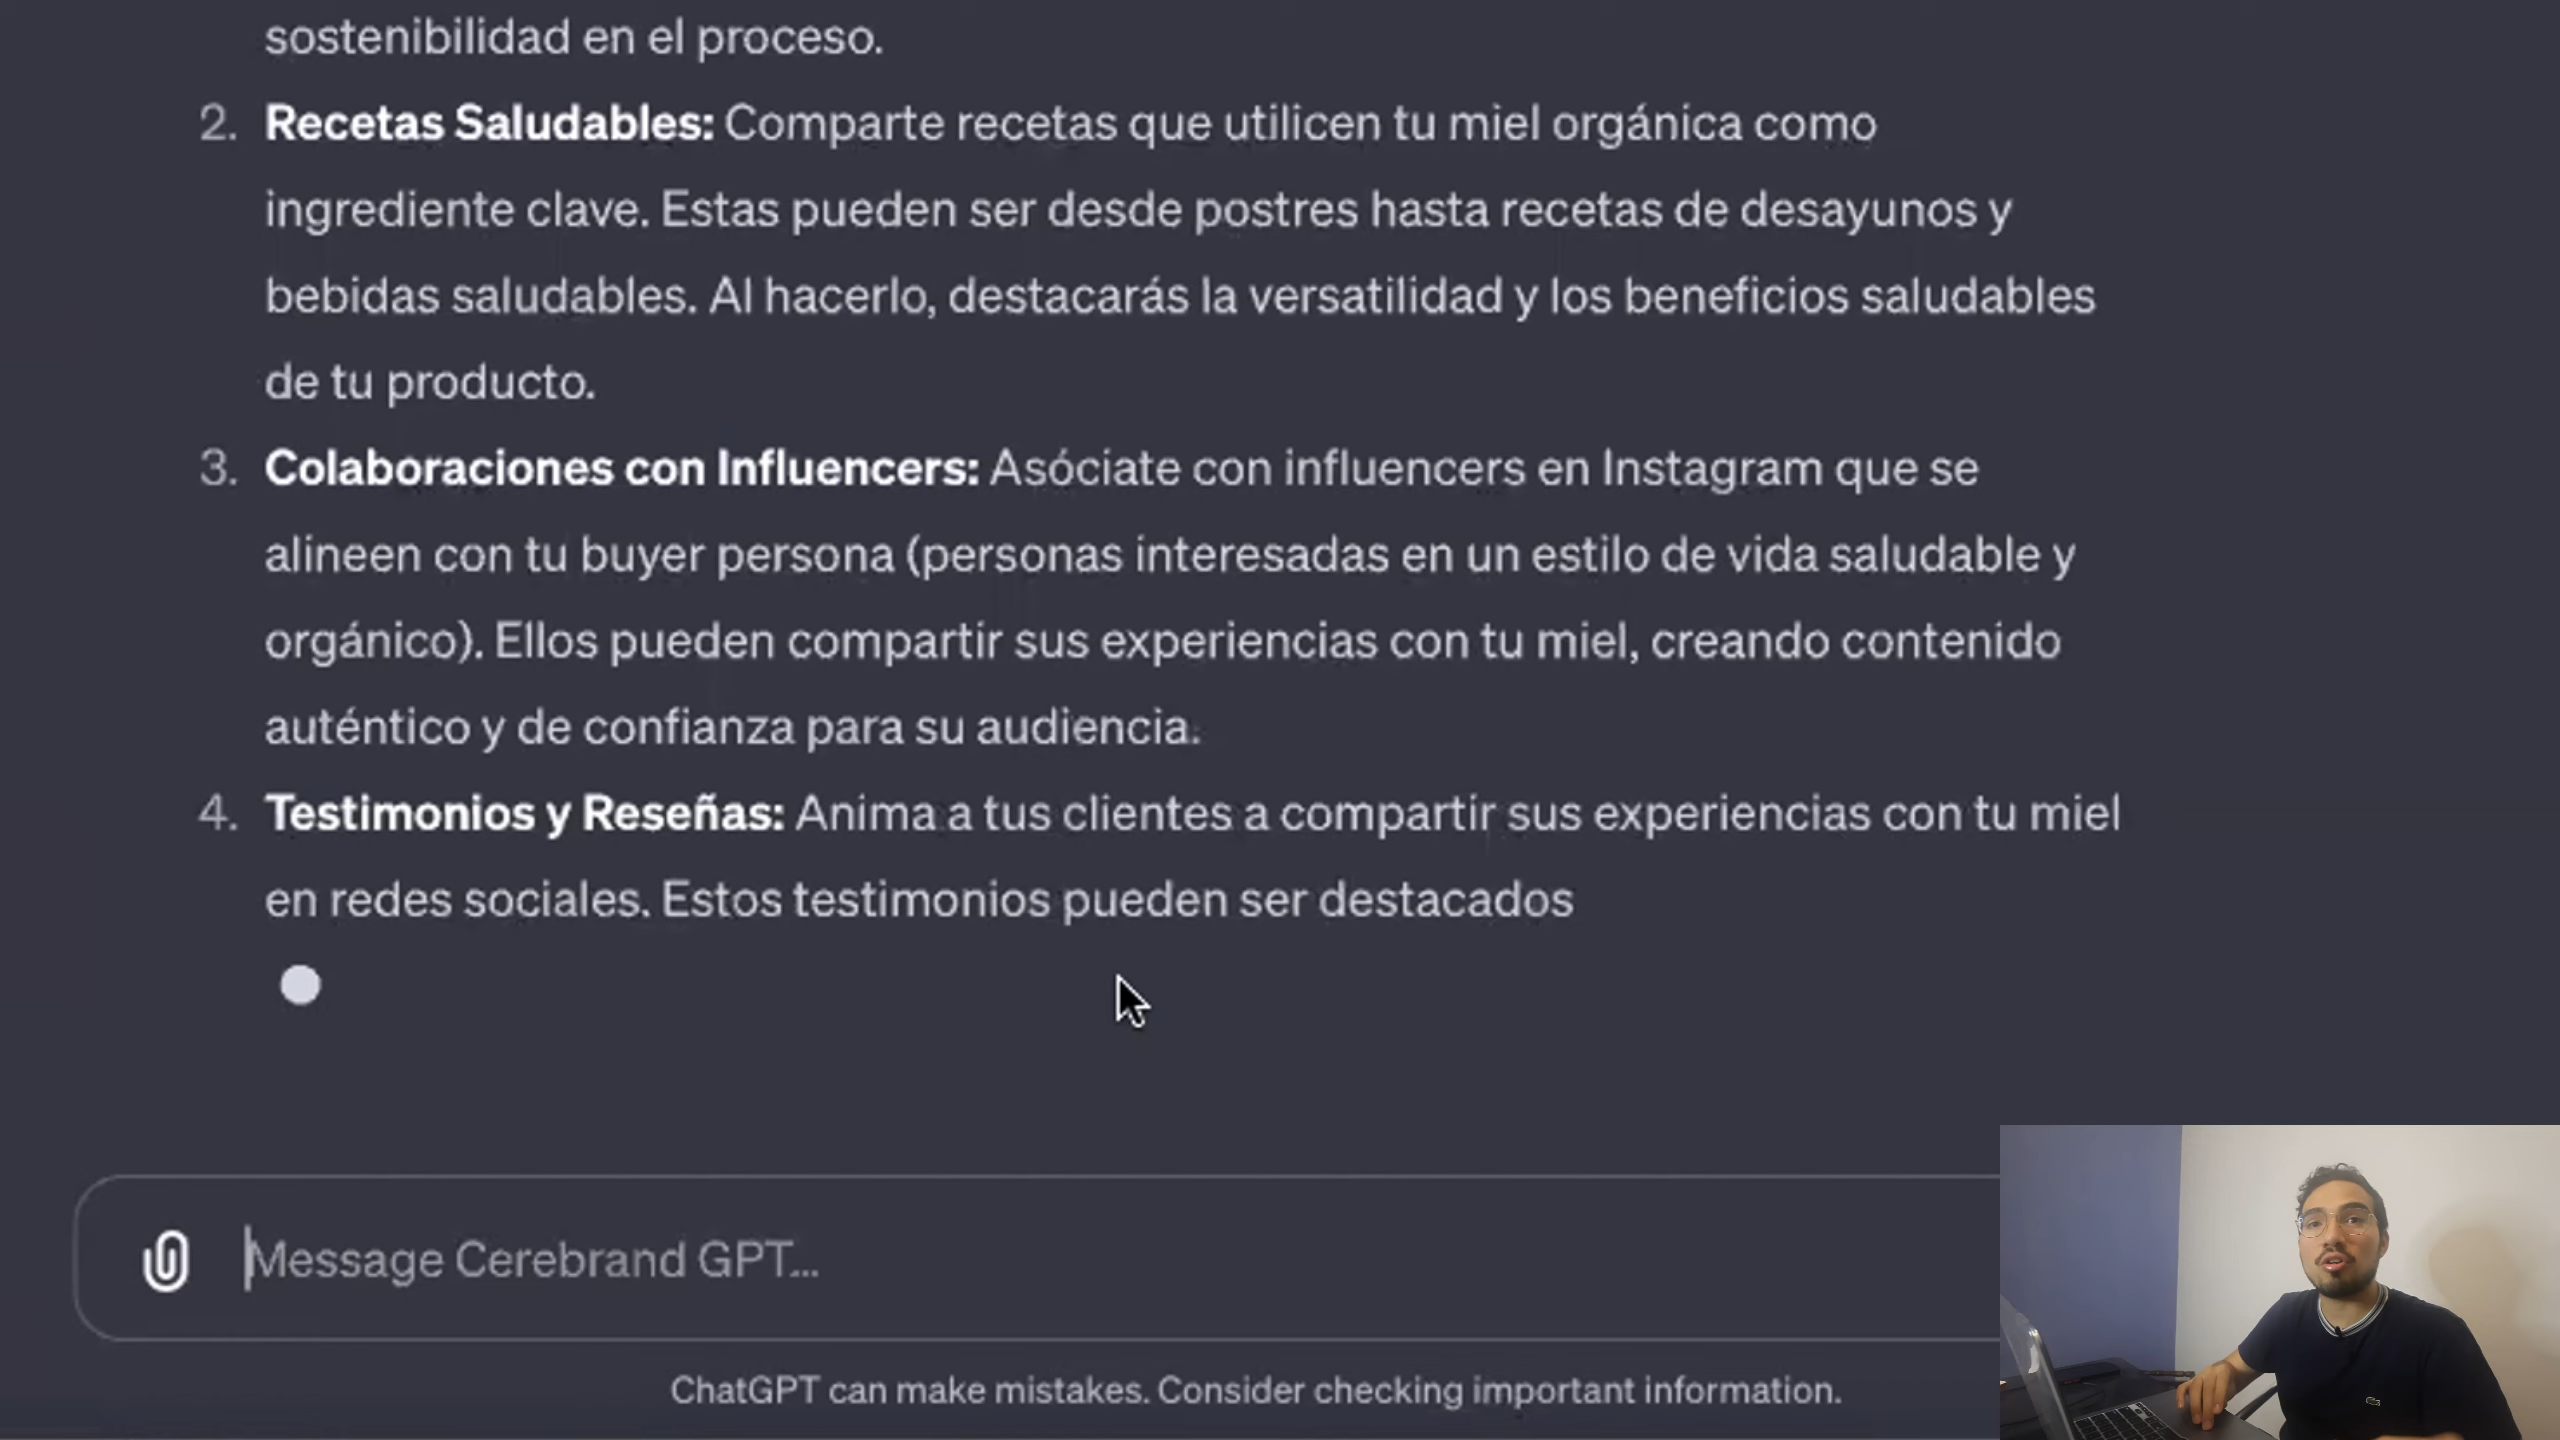 sostenibilidad en el proceso.
2. Recetas Saludables: Comparte recetas que utilicen tu miel orgánica como
ingrediente clave. Estas pueden ser desde postres hasta recetas de desayunos y
bebidas saludables. Al hacerlo, destacarás la versatilidad y los beneficios saludables
de tu producto.
3. Colaboraciones con Influencers: Asóciate con influencers en Instagram que se
alineen con tu buyer persona (personas interesadas en un estilo de vida saludable y
orgánico). Ellos pueden compartir sus experiencias con tu miel, creando contenido
auténtico y de confianza para su audiencia.
4. Testimonios y Reseñas: Anima a tus clientes a compartir sus experiencias con tu miel
en redes sociales. Estos testimonios pueden ser destacados
Message Cerebrand GPT...
ChatGPT can make mistakes. Consider checking important information.